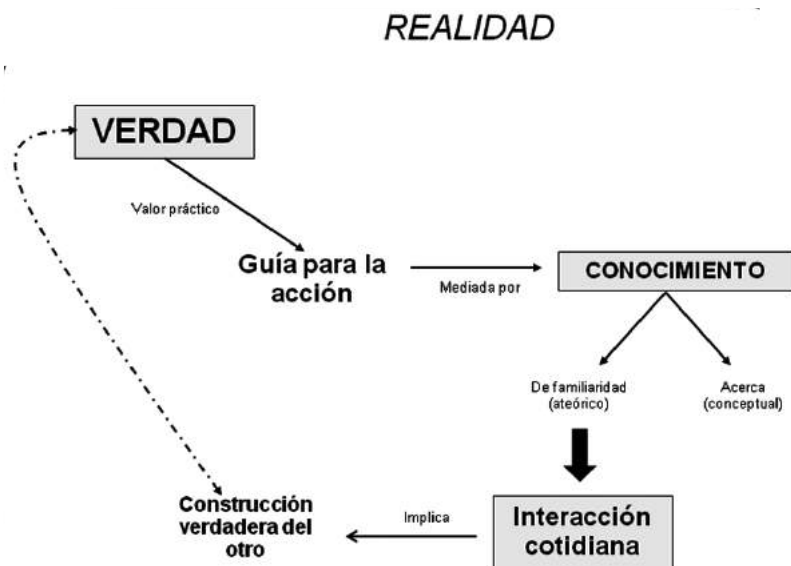 REALIDAD
VERDAD
Valor práctico
Guía para la
acción
Mediada por
CONOCIMIENTO
De familiaridad
(ateórico)
Acerca
(conceptual)
Construcción
verdadera del
otro
Implica
Interacción
cotidiana